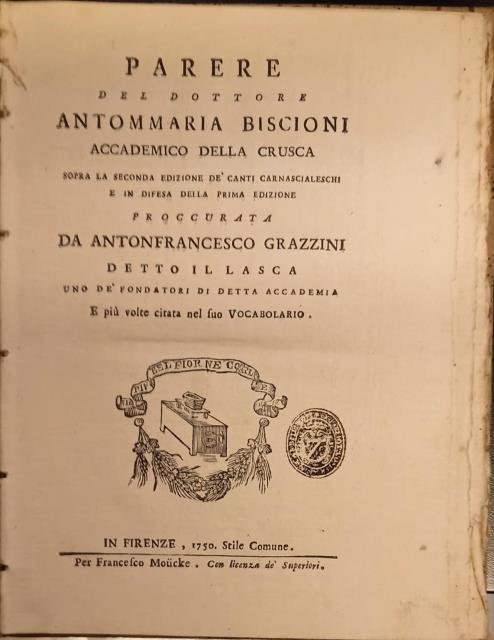 PARERE
DEL DOTTORE
ANTOMMARIA BISCIONI
ACCADEMICO DELLA CRUSCA
SOPRA LA SECONDA EDIZIONE DE' CANTI CARNASCIALESCHI
E IN DIFESA DELLA PRIMA EDIZIONE
PROCCURATA
DA ANTONFRANCESCO GRAZZINI
DETTO IL LASCA
UNO DE' FONDATORI DI DETTA ACCADEMIA
E più volte citata nel ſuo VOCABOLARIO.
BEL FIOR NE COGLIE
IN FIRENZE, 1750. Stile Comune.
Per Franceſco Moücke. Con licenza de' Superiori.